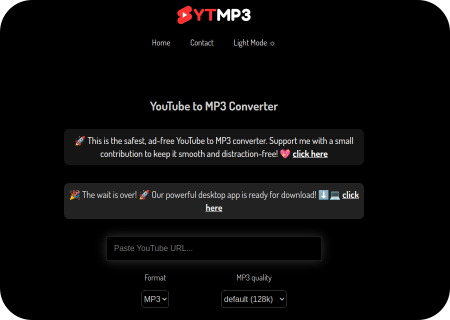 YTMP3
Home Contact Light Mode ☼
YouTube to MP3 Converter
🚀 This is the safest, ad-free YouTube to MP3 converter. Support me with a small
contribution to keep it smooth and distraction-free! 💖 click here
🎉 The wait is over! 🚀 Our powerful desktop app is ready for download! ⬇️💻 click
here
Paste YouTube URL...
Format MP3 quality
MP3 default (128k)